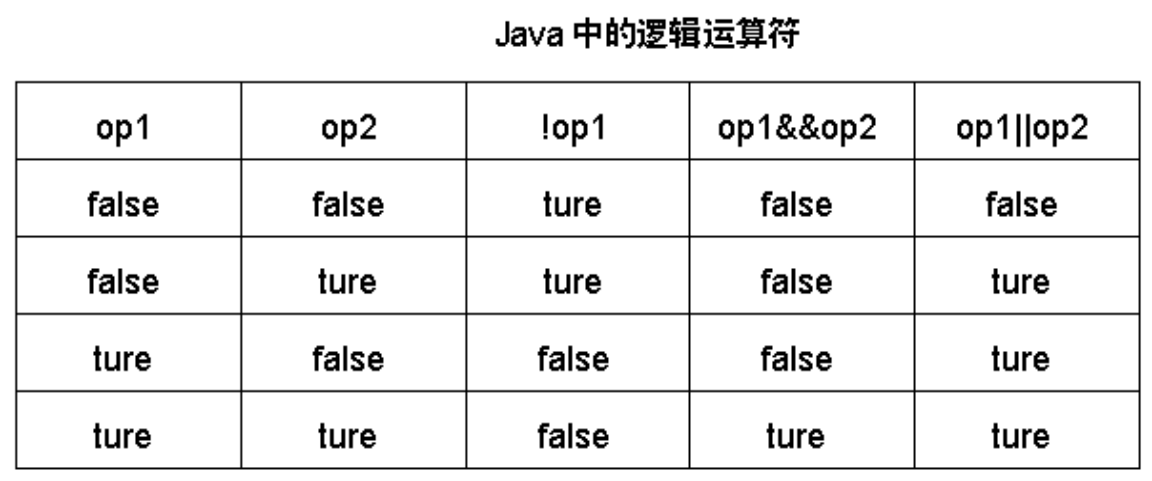 Java 中的逻辑运算符
op1 op2 !op1 op1&&op2 op1||op2
false false ture false false
false ture ture false ture
ture false false false ture
ture ture false ture ture